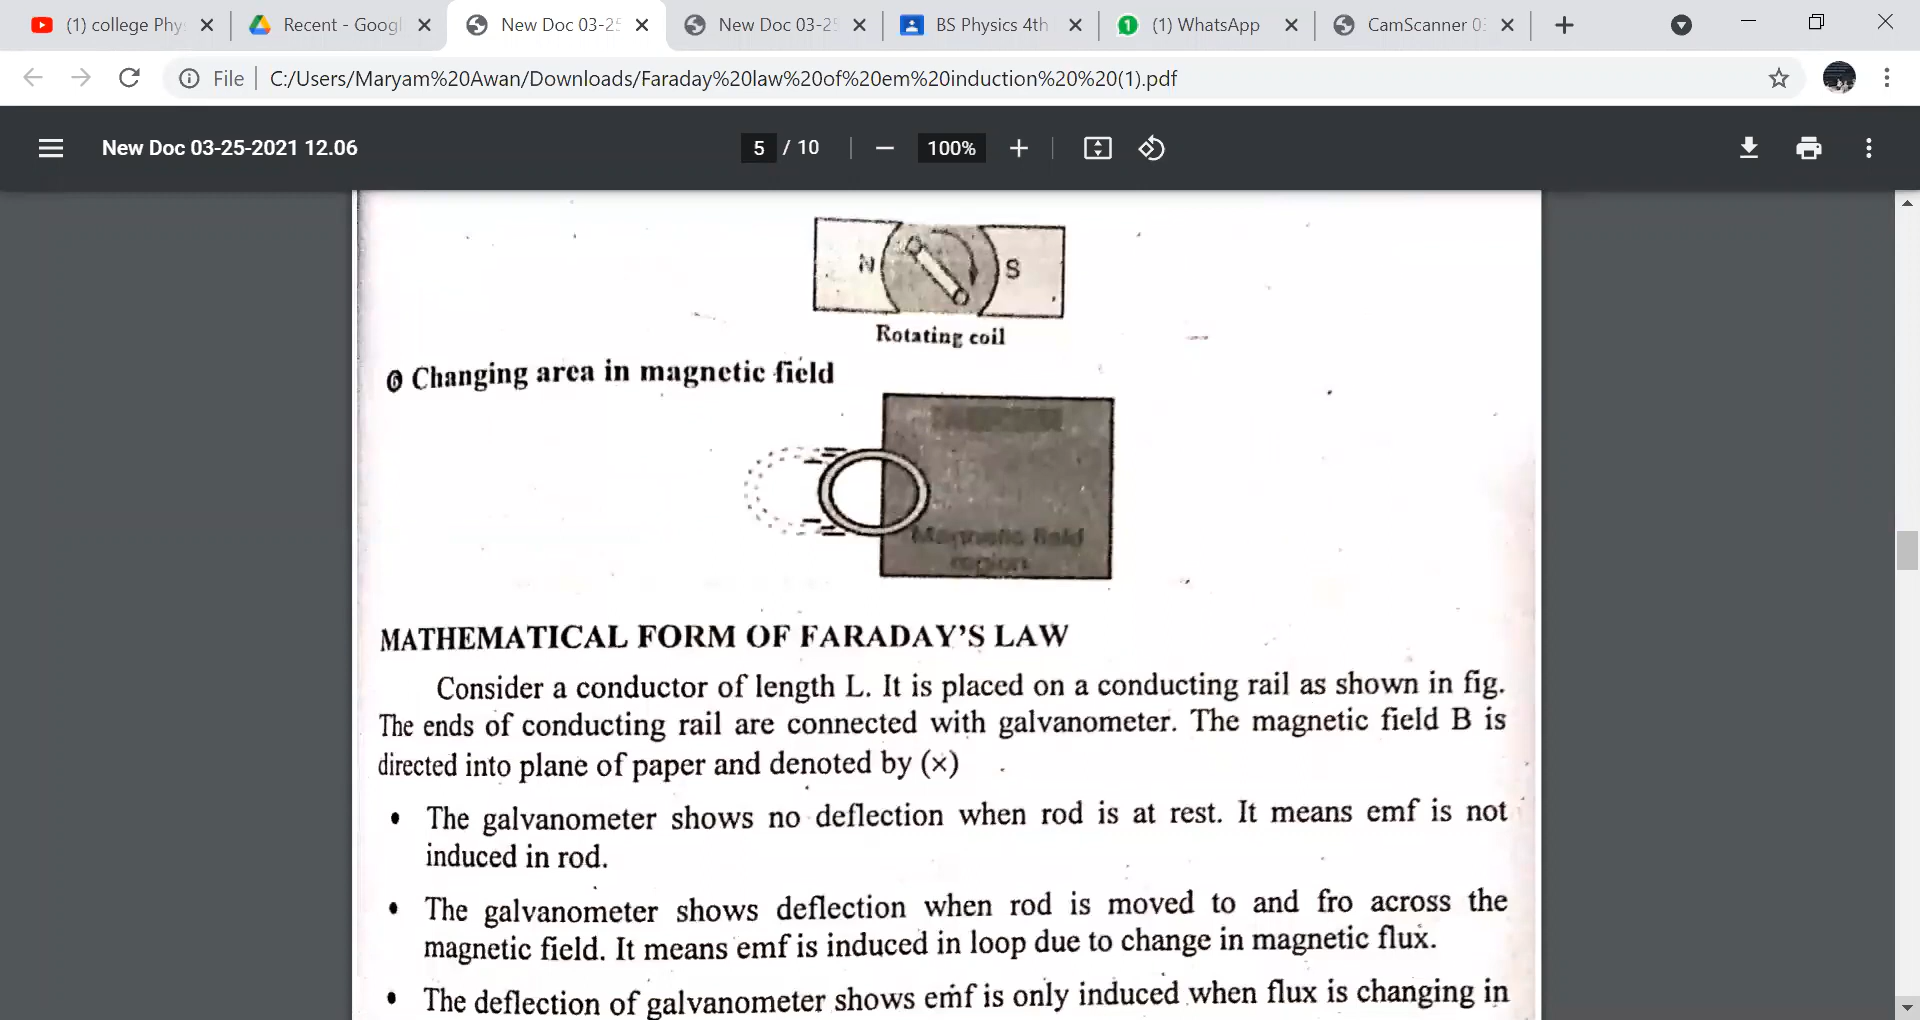 (1) college Phy
Recent - Googl
New Doc 03-25
New Doc 03-25
BS Physics 4th
(1) WhatsApp
CamScanner 03
File
C:/Users/Maryam%20Awan/Downloads/Faraday%20law%20of%20em%20induction%20%20(1).pdf
New Doc 03-25-2021 12.06
5 / 10
100%
N
S
Rotating coil
6 Changing area in magnetic field
Magnetic field
region
MATHEMATICAL FORM OF FARADAY'S LAW
Consider a conductor of length L. It is placed on a conducting rail as shown in fig.
The ends of conducting rail are connected with galvanometer. The magnetic field B is
directed into plane of paper and denoted by (×)
• The galvanometer shows no deflection when rod is at rest. It means emf is not
induced in rod.
• The galvanometer shows deflection when rod is moved to and fro across the
magnetic field. It means emf is induced in loop due to change in magnetic flux.
• The deflection of galvanometer shows emf is only induced when flux is changing in